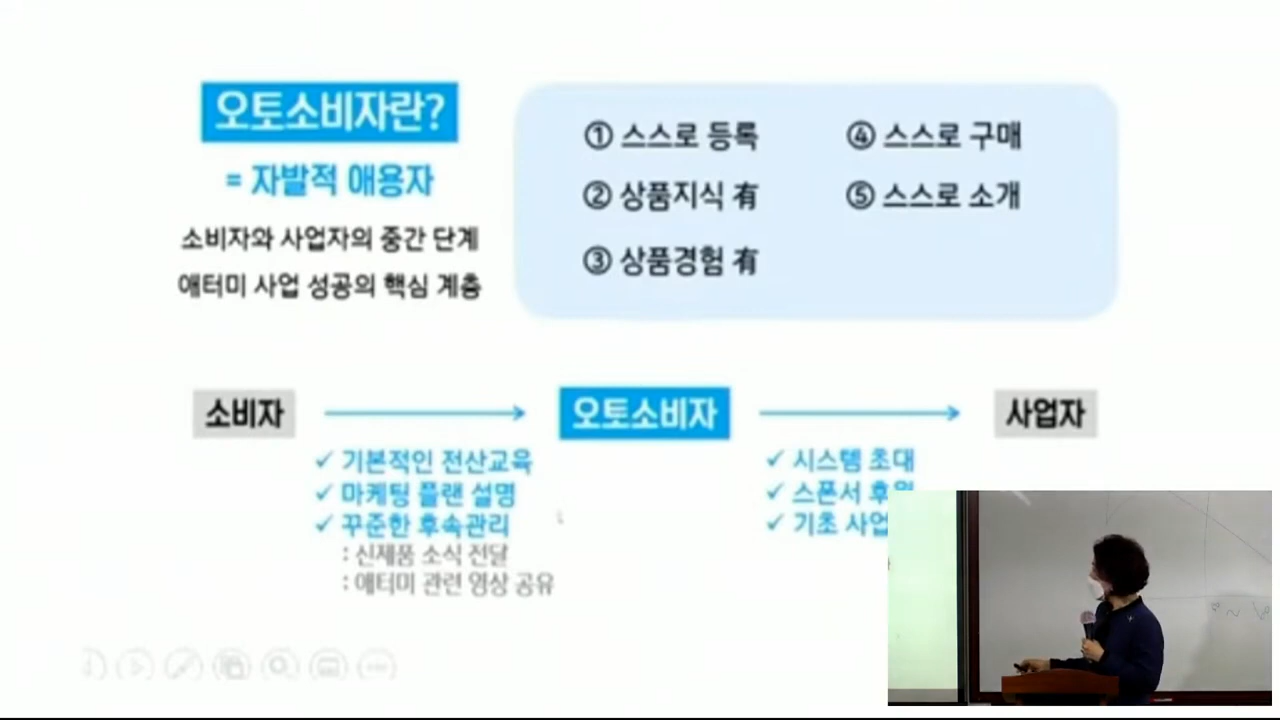 오토소비자란?
= 자발적 애용자
소비자와 사업자의 중간 단계
애터미 사업 성공의 핵심 계층
① 스스로 등록
② 상품지식 有
③ 상품경험 有
④ 스스로 구매
⑤ 스스로 소개
소비자
오토소비자
사업자
✓ 기본적인 전산교육
✓ 마케팅 플랜 설명
✓ 꾸준한 후속관리
: 신제품 소식 전달
: 애터미 관련 영상 공유
✓ 시스템 초대
✓ 스폰서 후원
✓ 기초 사업